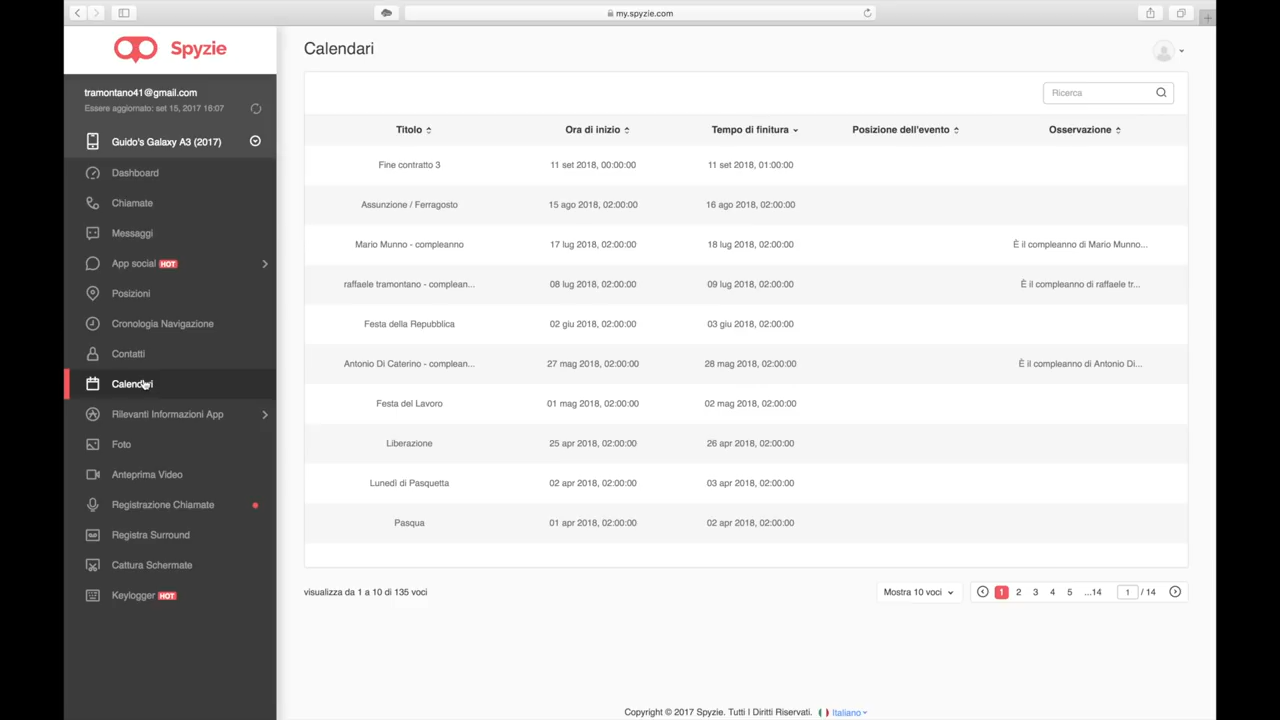 my.spyzie.com
Spyzie
tramontano41@gmail.com
Essere aggiornato: set 15, 2017 18:07
Guido's Galaxy A3 (2017)
Dashboard
Chiamate
Messaggi
App social HOT
Posizioni
Cronologia Navigazione
Contatti
Calendari
Rilevanti Informazioni App
Foto
Anteprima Video
Registrazione Chiamate
Registra Surround
Cattura Schermate
Keylogger HOT
Calendari
Ricerca
Titolo Ora di inizio Tempo di finitura Posizione dell'evento Osservazione
Fine contratto 3 11 set 2018, 00:00:00 11 set 2018, 01:00:00
Assunzione / Ferragosto 15 ago 2018, 02:00:00 16 ago 2018, 02:00:00
Mario Munno - compleanno 17 lug 2018, 02:00:00 18 lug 2018, 02:00:00 È il compleanno di Mario Munno...
raffaele tramontano - complean... 08 lug 2018, 02:00:00 09 lug 2018, 02:00:00 È il compleanno di raffaele tr...
Festa della Repubblica 02 giu 2018, 02:00:00 03 giu 2018, 02:00:00
Antonio Di Caterino - complean... 27 mag 2018, 02:00:00 28 mag 2018, 02:00:00 È il compleanno di Antonio Di...
Festa del Lavoro 01 mag 2018, 02:00:00 02 mag 2018, 02:00:00
Liberazione 25 apr 2018, 02:00:00 26 apr 2018, 02:00:00
Lunedì di Pasquetta 02 apr 2018, 02:00:00 03 apr 2018, 02:00:00
Pasqua 01 apr 2018, 02:00:00 02 apr 2018, 02:00:00
visualizza da 1 a 10 di 135 voci Mostra 10 voci 1 2 3 4 5 ...14 1 / 14
Copyright © 2017 Spyzie. Tutti I Diritti Riservati. Italiano